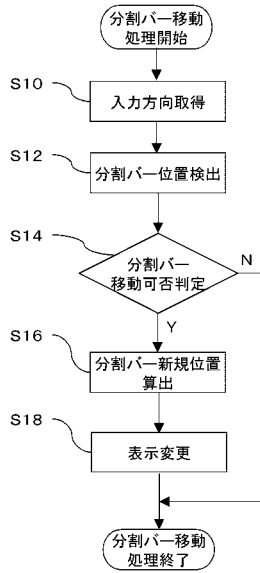 分割バー移動
処理開始
S10
入力方向取得
S12
分割バー位置検出
S14
分割バー
移動可否判定
N
Y
S16
分割バー新規位置
算出
S18
表示変更
分割バー移動
処理終了